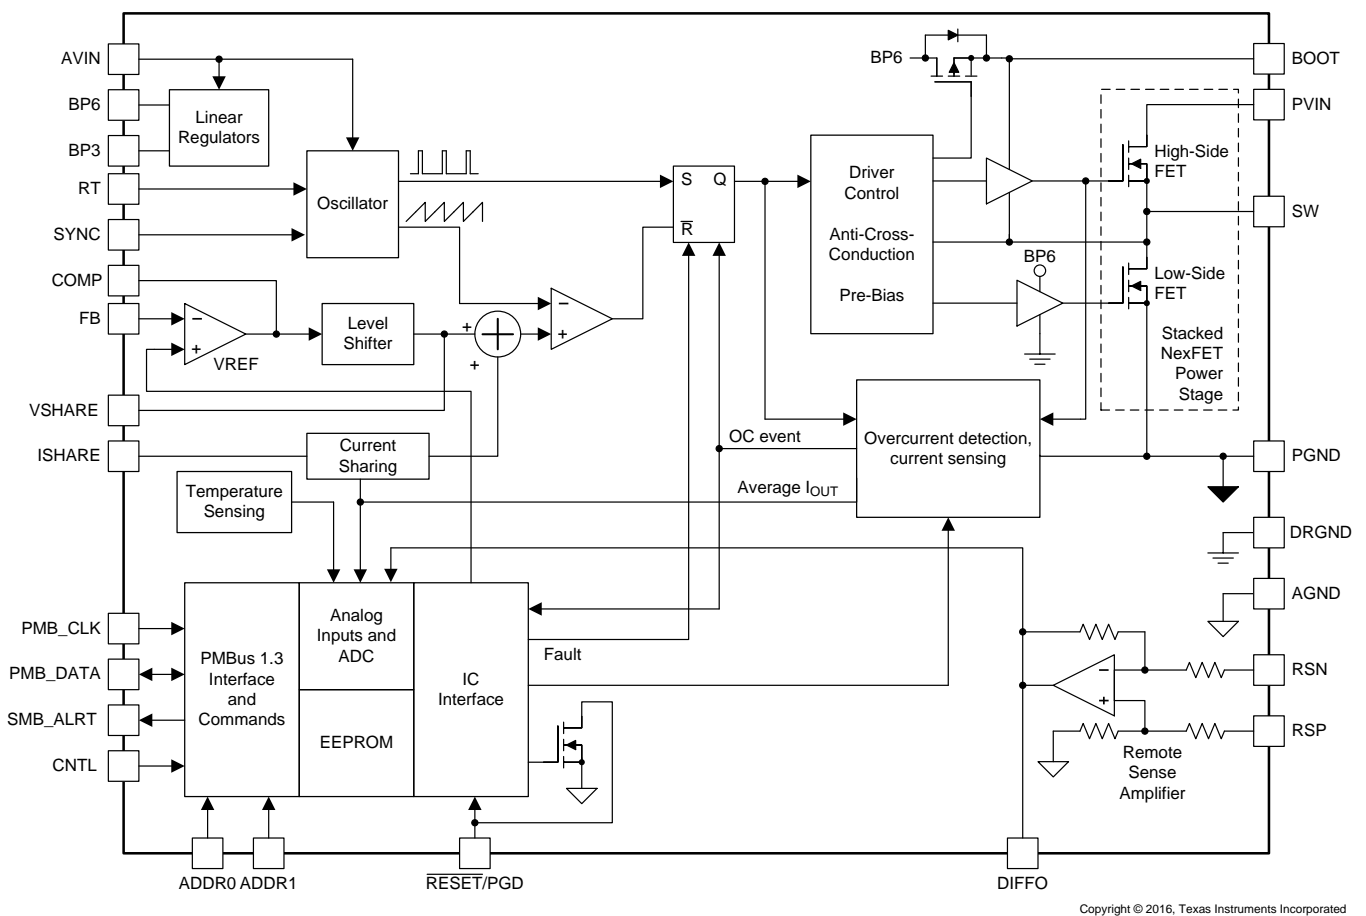 AVIN
BP6
BP3
RT
SYNC
COMP
FB
VSHARE
ISHARE
Linear
Regulators
Oscillator
VREF
−
+
Level
Shifter
+
+
−
+
Current
Sharing
Temperature
Sensing
S Q
R̅
BP6
Driver
Control
Anti-Cross-
Conduction
Pre-Bias
BP6
High-Side
FET
Low-Side
FET
Stacked
NexFET
Power
Stage
BOOT
PVIN
SW
PGND
DRGND
AGND
RSN
RSP
OC event
Average IOUT
Overcurrent detection,
current sensing
PMB_CLK
PMB_DATA
SMB_ALRT
CNTL
PMBus 1.3
Interface
and
Commands
Analog
Inputs and
ADC
EEPROM
IC
Interface
Fault
−
+
Remote
Sense
Amplifier
ADDR0 ADDR1
R̅E̅S̅E̅T̅/PGD
DIFFO
Copyright © 2016, Texas Instruments Incorporated